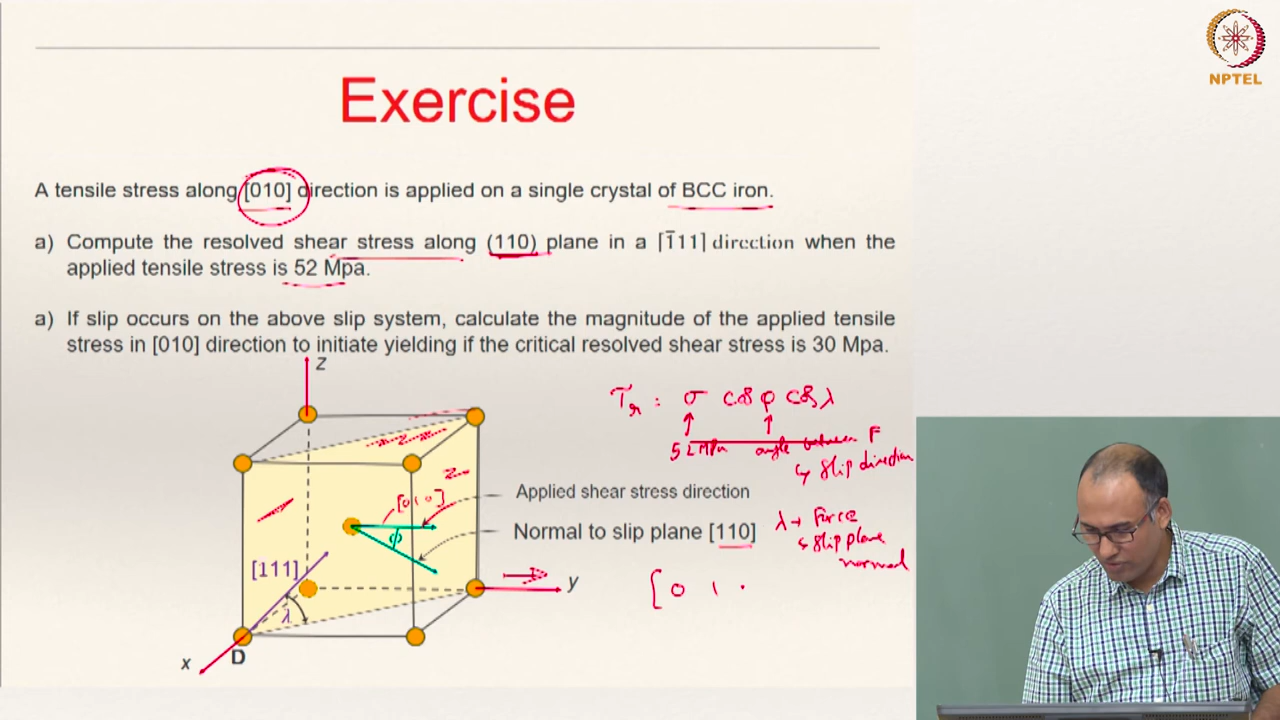 NPTEL
Exercise
A tensile stress along [010] direction is applied on a single crystal of BCC iron.
a) Compute the resolved shear stress along (110) plane in a [1̄11] direction when the
applied tensile stress is 52 Mpa.
a) If slip occurs on the above slip system, calculate the magnitude of the applied tensile
stress in [010] direction to initiate yielding if the critical resolved shear stress is 30 Mpa.
z
τr : σ cos φ cos λ
52 MPa angle between F
↳ slip direction
[010]
Applied shear stress direction
φ
Normal to slip plane [110]
λ → Force
↳ slip plane
normal
[1̄11]
y
[ 0 1 ·
λ
D
x